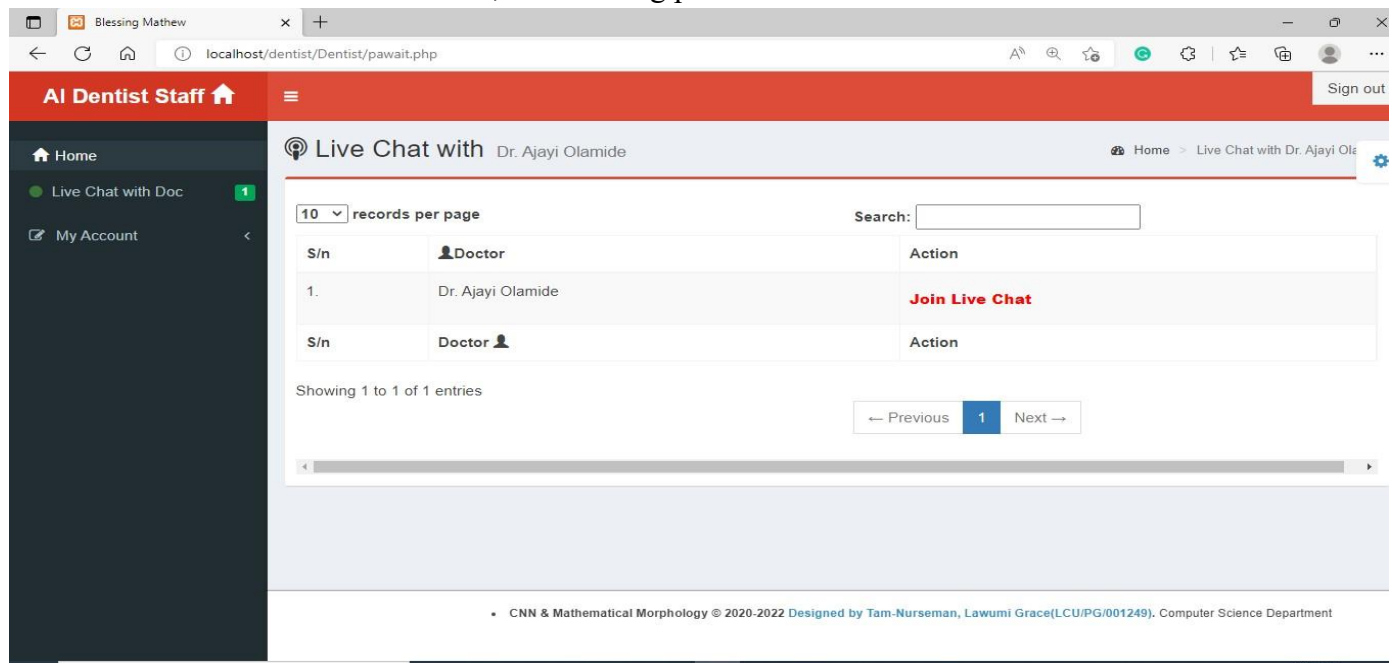 Blessing Mathew
localhost/dentist/Dentist/pawait.php
AI Dentist Staff
Sign out
Home
Live Chat with Dr. Ajayi Olamide
Home > Live Chat with Dr. Ajayi Ola
Live Chat with Doc 1
My Account <
10 records per page
Search:
S/n Doctor Action
1. Dr. Ajayi Olamide Join Live Chat
S/n Doctor Action
Showing 1 to 1 of 1 entries
← Previous 1 Next →
• CNN & Mathematical Morphology © 2020-2022 Designed by Tam-Nurseman, Lawumi Grace(LCU/PG/001249). Computer Science Department